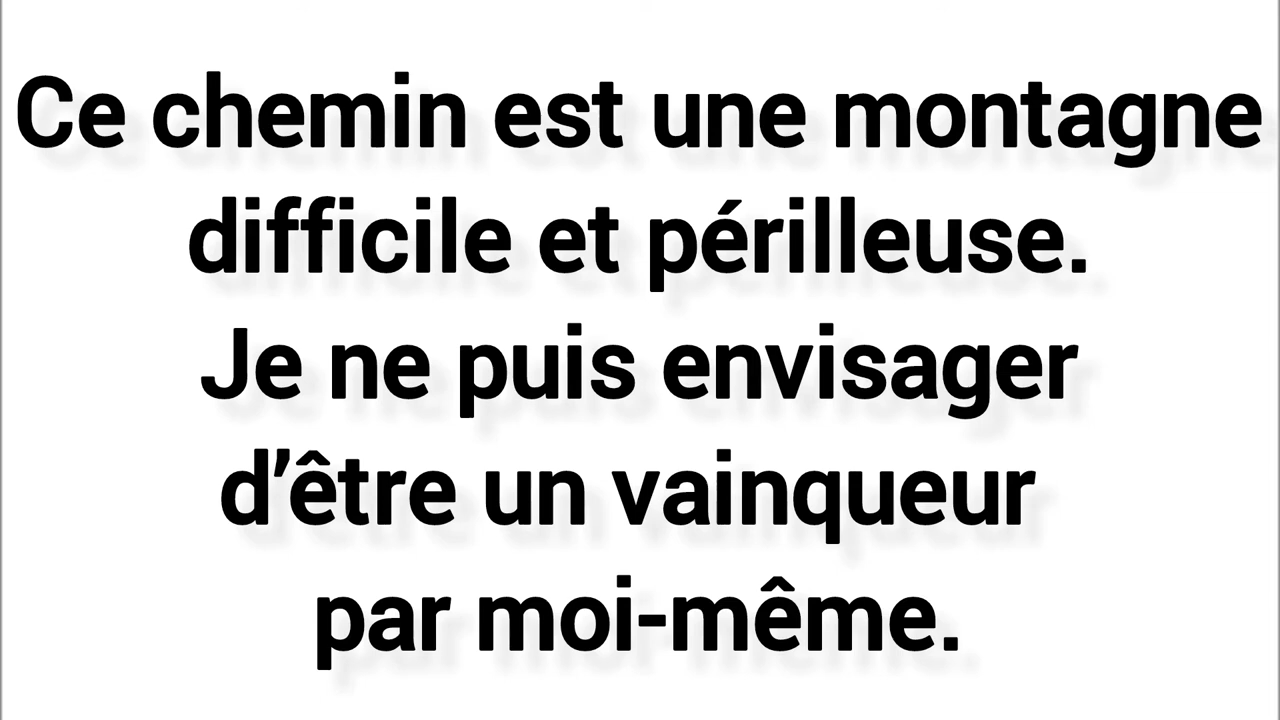 Ce chemin est une montagne
difficile et périlleuse.
Je ne puis envisager
d'être un vainqueur
par moi-même.